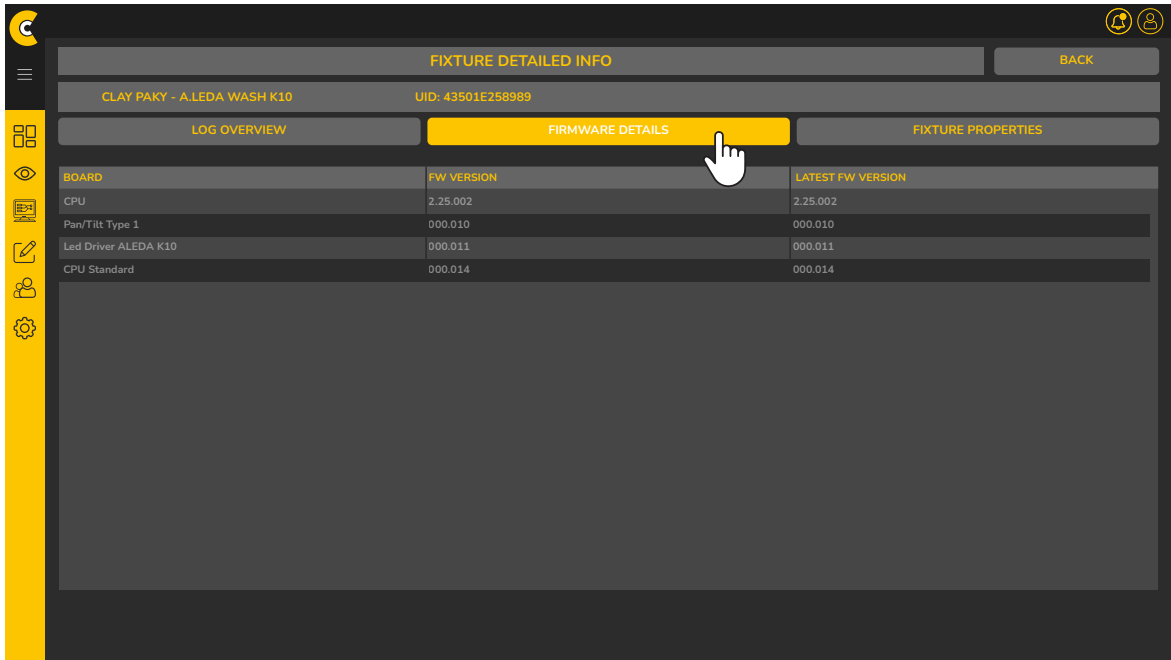 FIXTURE DETAILED INFO BACK
CLAY PAKY - A.LEDA WASH K10 UID: 43501E258989
LOG OVERVIEW FIRMWARE DETAILS FIXTURE PROPERTIES
BOARD FW VERSION LATEST FW VERSION
CPU 2.25.002 2.25.002
Pan/Tilt Type 1 000.010 000.010
Led Driver ALEDA K10 000.011 000.011
CPU Standard 000.014 000.014